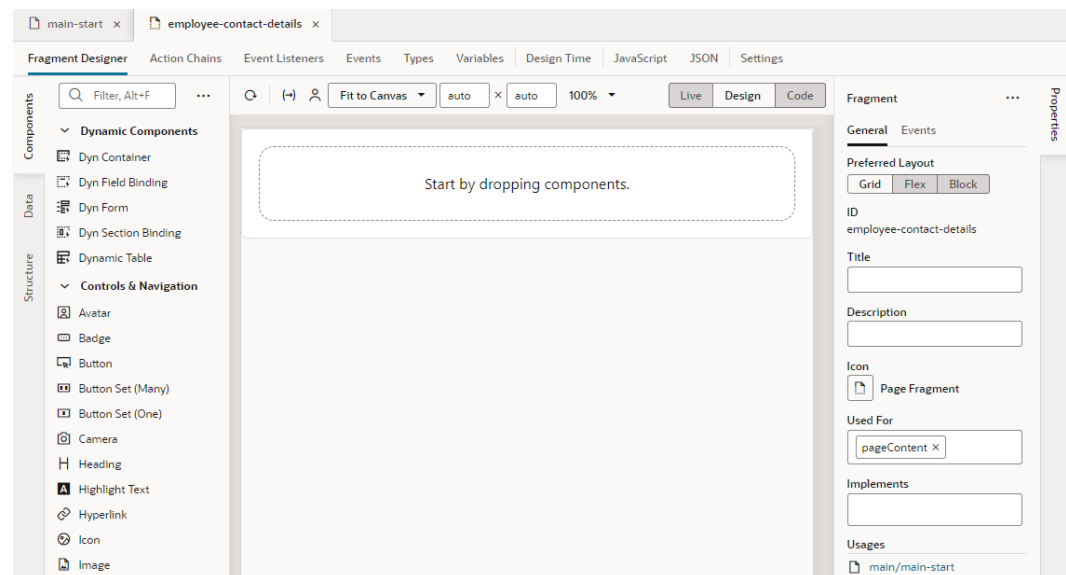 main-start ×
employee-contact-details ×
Fragment Designer
Action Chains
Event Listeners
Events
Types
Variables
Design Time
JavaScript
JSON
Settings
Components
Data
Structure
Filter, Alt+F
...
Dynamic Components
Dyn Container
Dyn Field Binding
Dyn Form
Dyn Section Binding
Dynamic Table
Controls & Navigation
Avatar
Badge
Button
Button Set (Many)
Button Set (One)
Camera
Heading
Highlight Text
Hyperlink
Icon
Image
Fit to Canvas
auto × auto
100%
Live
Design
Code
Start by dropping components.
Fragment ...
General
Events
Preferred Layout
Grid
Flex
Block
ID
employee-contact-details
Title
Description
Icon
Page Fragment
Used For
pageContent ×
Implements
Usages
main/main-start
Properties